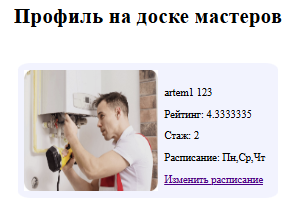 Профиль на доске мастеров
artem1 123
Рейтинг: 4.3333335
Стаж: 2
Расписание: Пн,Ср,Чт
Изменить расписание